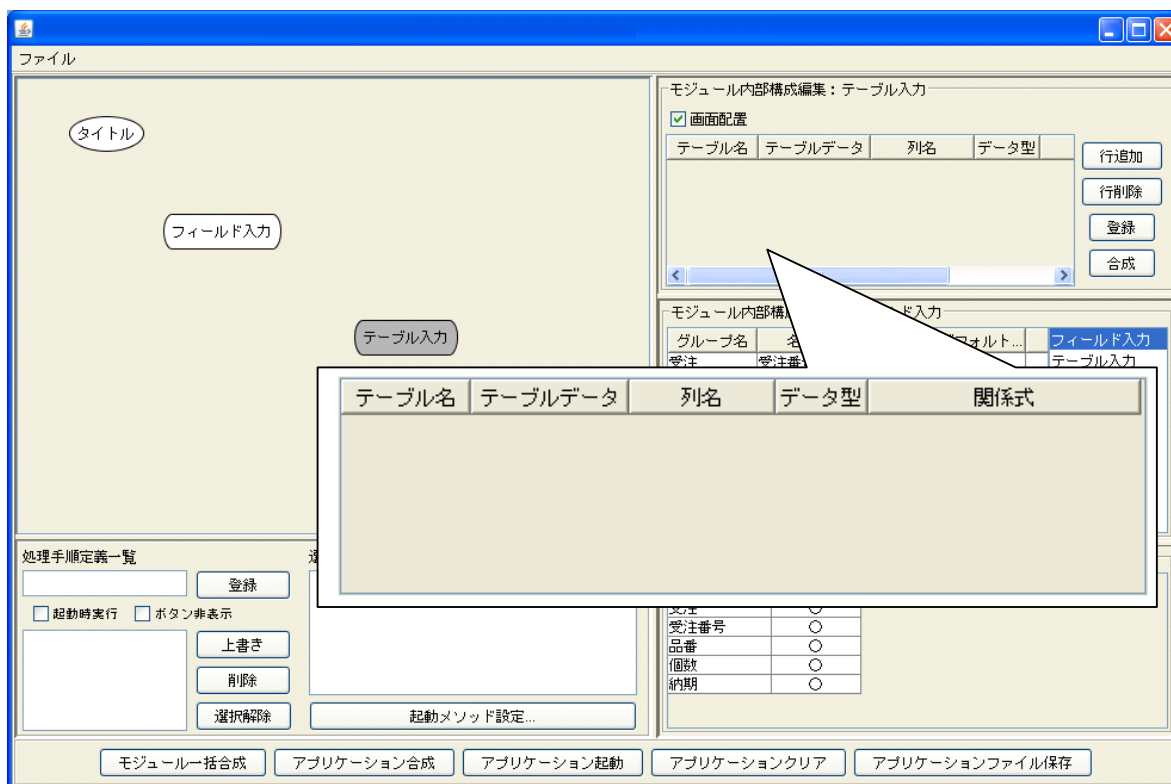 ファイル
タイトル
フィールド入力
テーブル入力
モジュール内部構成編集:テーブル入力
画面配置
テーブル名 テーブルデータ 列名 データ型
行追加
行削除
登録
合成
モジュール内部構 ド入力
グループ名 名 フォルト... フィールド入力
受注 受注番 テーブル入力
テーブル名 テーブルデータ 列名 データ型 関係式
処理手順定義一覧
登録
起動時実行 ボタン非表示
上書き
削除
選択解除
起動メソッド設定...
受注 ○
受注番号 ○
品番 ○
個数 ○
納期 ○
モジュール一括合成 アプリケーション合成 アプリケーション起動 アプリケーションクリア アプリケーションファイル保存